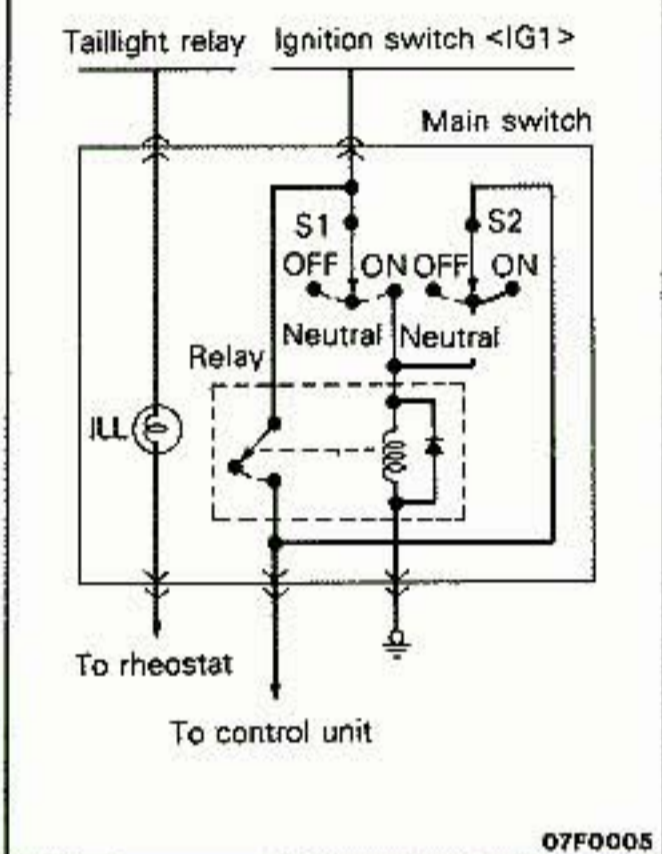 Taillight relay Ignition switch <IG1>
Main switch
S1 S2
OFF ON OFF ON
Neutral Neutral
Relay
ILL
To rheostat
To control unit
07F0005